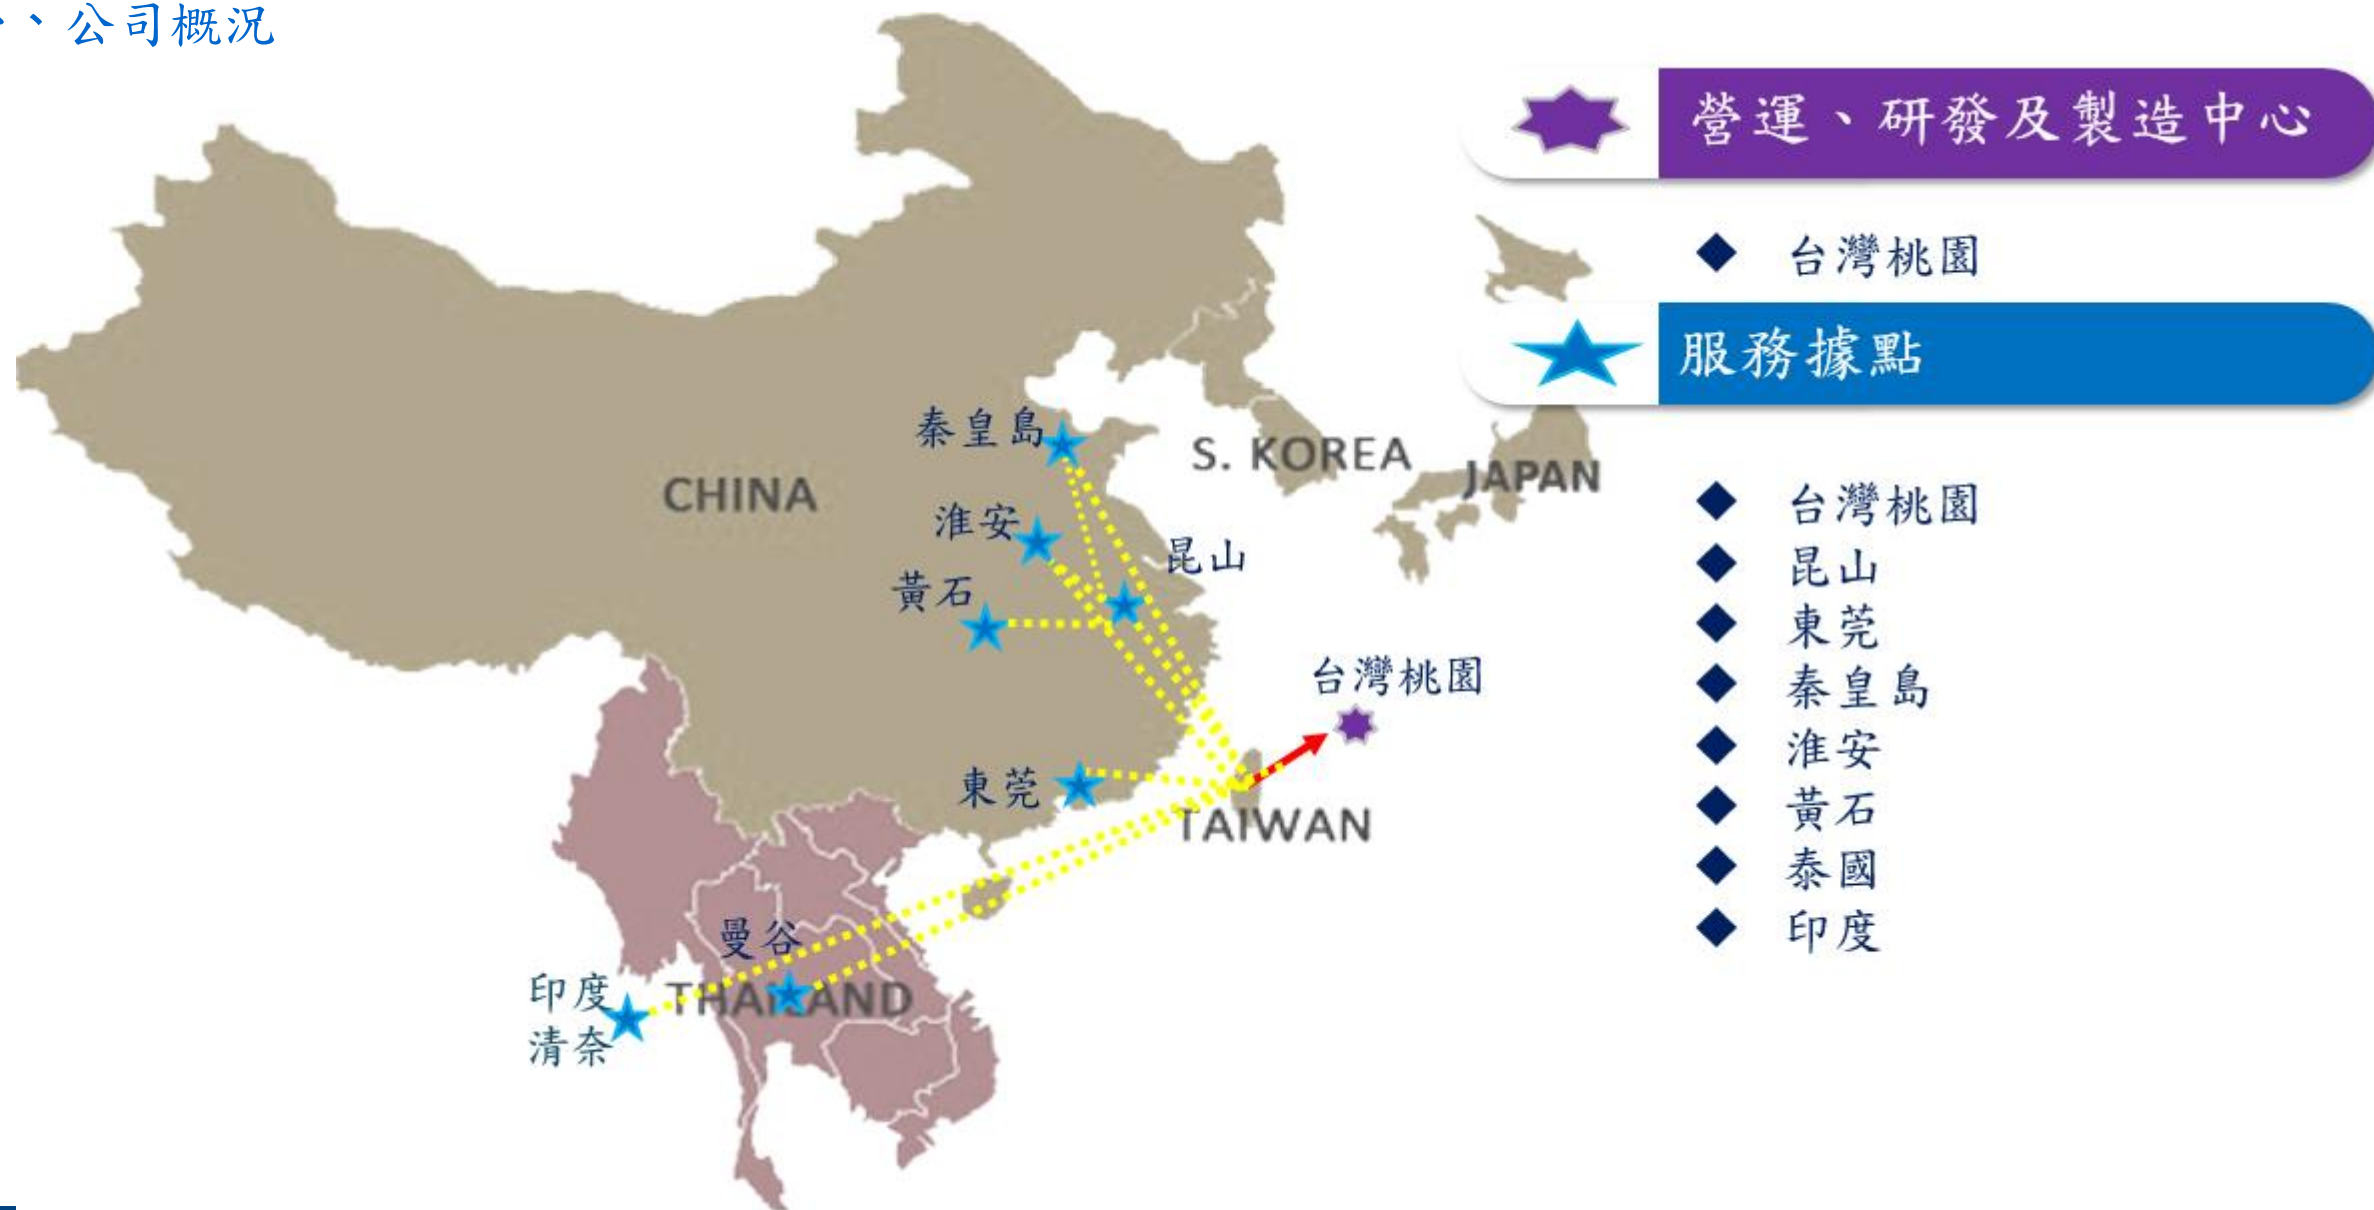 、公司概況
營運、研發及製造中心
台灣桃園
服務據點
台灣桃園
昆山
東莞
秦皇島
淮安
黃石
泰國
印度
秦皇島
CHINA
淮安
黃石
昆山
S. KOREA
JAPAN
台灣桃園
東莞
TAIWAN
曼谷
THAILAND
印度
清奈